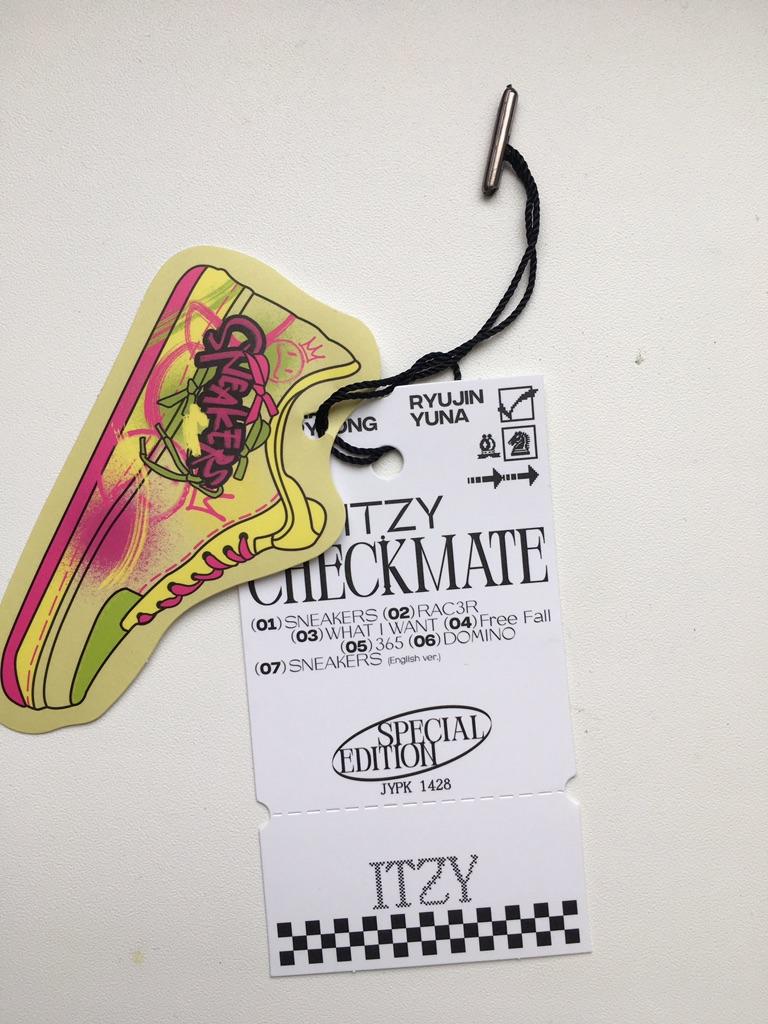 SNEAKERS
RYUJIN
YUNA
ITZY
CHECKMATE
(01) SNEAKERS (02) RAC3R
(03) WHAT I WANT (04) Free Fall
(05) 365 (06) DOMINO
(07) SNEAKERS (English ver.)
SPECIAL
EDITION
JYPK 1428
ITZY